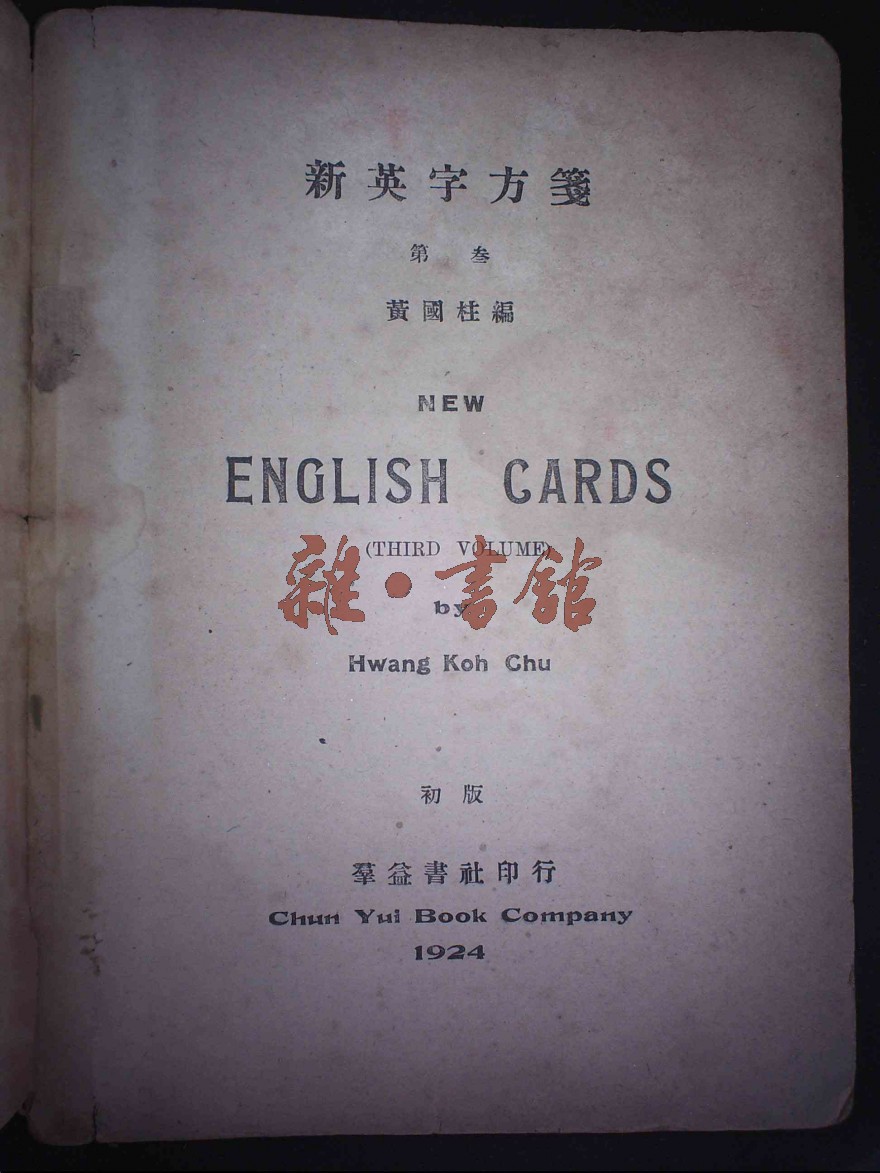 新英字方箋
第叁
黃國柱編
NEW
ENGLISH CARDS
(THIRD VOLUME)
雜·書館
by
Hwang Koh Chu
初版
羣益書社印行
Chun Yui Book Company
1924